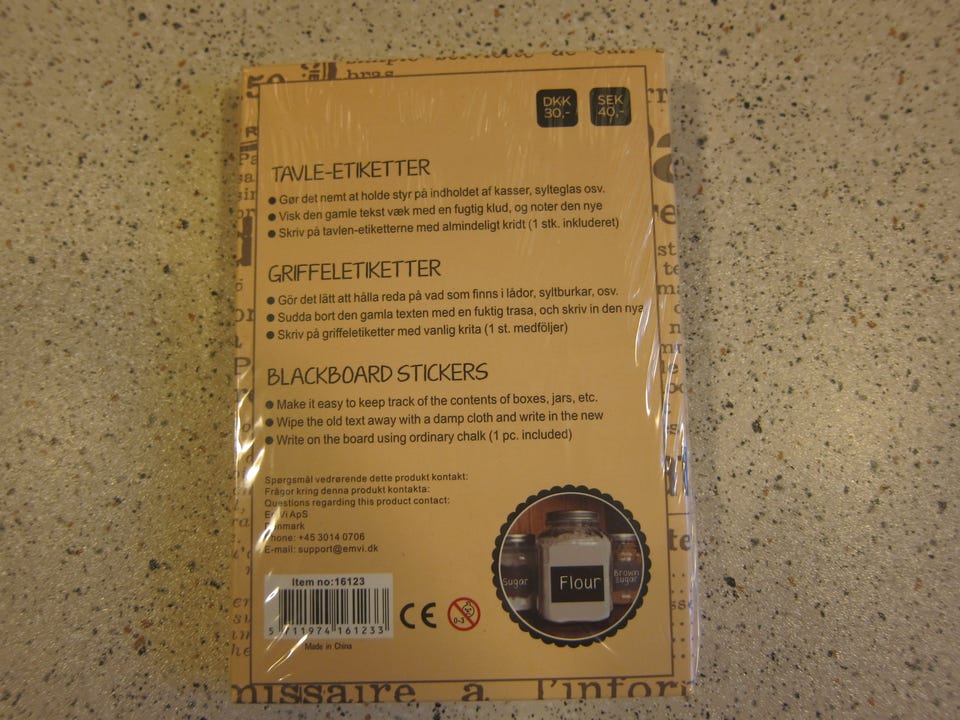 DKK 30,-
SEK 40,-
TAVLE-ETIKETTER
Gør det nemt at holde styr på indholdet af kasser, sylteglas osv.
Visk den gamle tekst væk med en fugtig klud, og noter den nye
Skriv på tavlen-etiketterne med almindeligt kridt (1 stk. inkluderet)
GRIFFELETIKETTER
Gör det lätt att hålla reda på vad som finns i lådor, syltburkar, osv.
Sudda bort den gamla texten med en fuktig trasa, och skriv in den nya
Skriv på griffeletiketter med vanlig krita (1 st. medföljer)
BLACKBOARD STICKERS
Make it easy to keep track of the contents of boxes, jars, etc.
Wipe the old text away with a damp cloth and write in the new
Write on the board using ordinary chalk (1 pc. included)
Spørgsmål vedrørende dette produkt kontakt:
Frågor kring denna produkt kontakta:
Questions regarding this product contact:
EmVi ApS
Denmark
Phone: +45 3014 0706
E-mail: support@emvi.dk
Item no:16123
5 711974 161233
Made in China
CE
0-3
Sugar
Flour
Brown sugar
missaire a l'infor